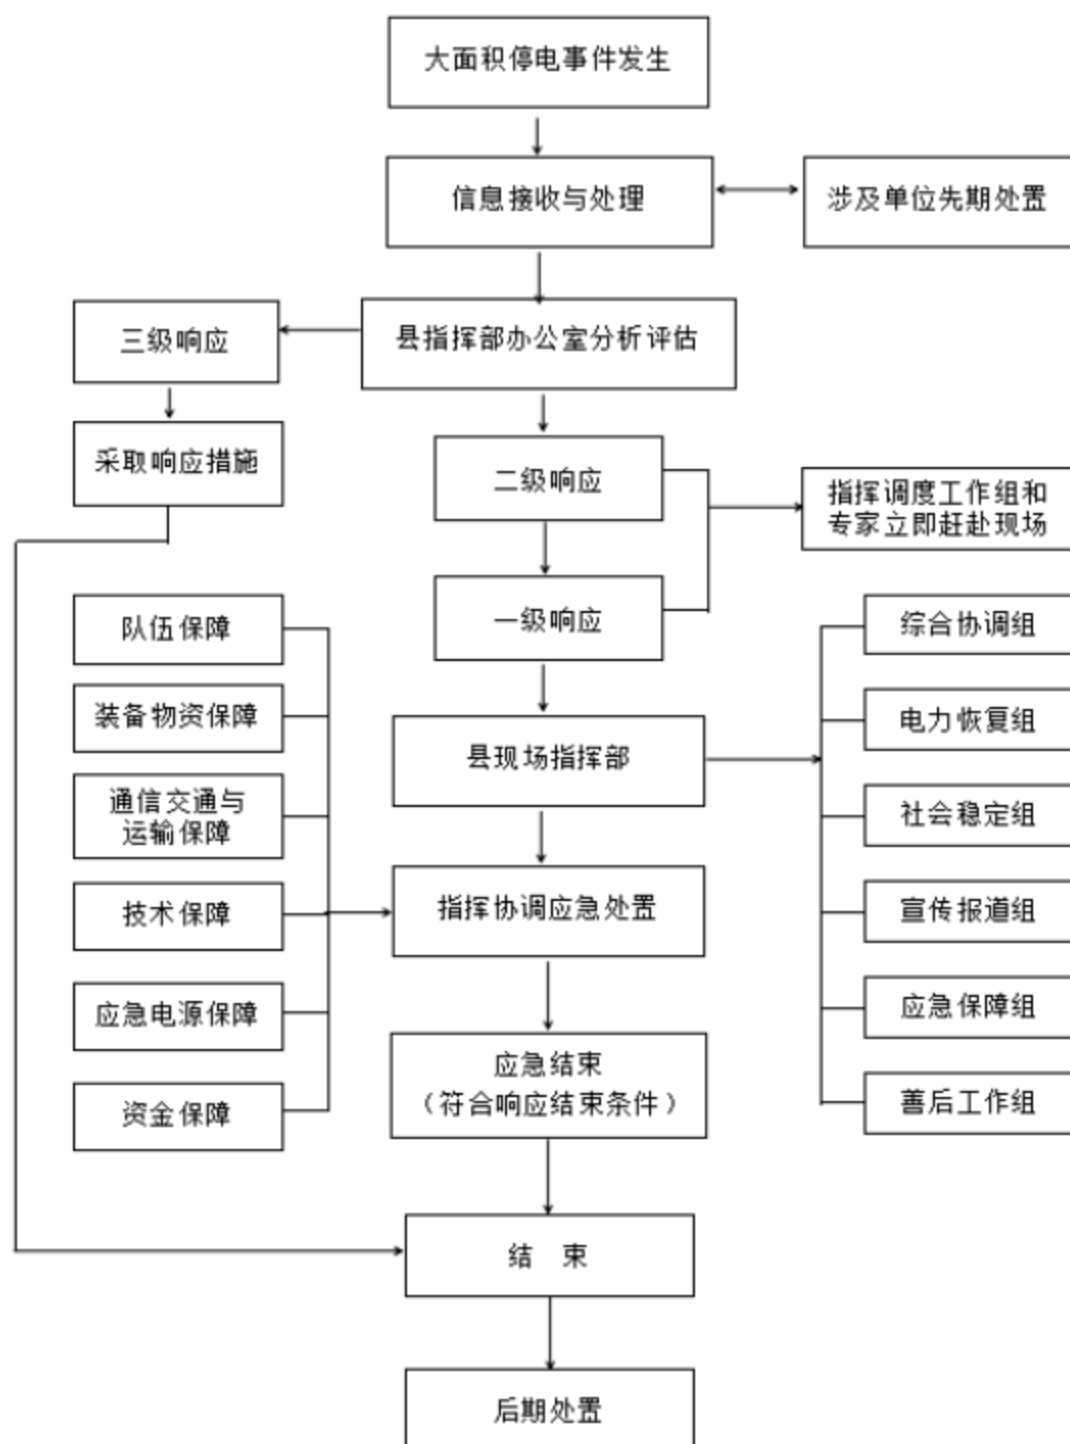 大面积停电事件发生
信息接收与处理
涉及单位先期处置
三级响应
县指挥部办公室分析评估
采取响应措施
二级响应
指挥调度工作组和
专家立即赶赴现场
一级响应
队伍保障
综合协调组
装备物资保障
电力恢复组
县现场指挥部
通信交通与
运输保障
社会稳定组
技术保障
指挥协调应急处置
宣传报道组
应急电源保障
应急保障组
应急结束
（符合响应结束条件）
资金保障
善后工作组
结 束
后期处置